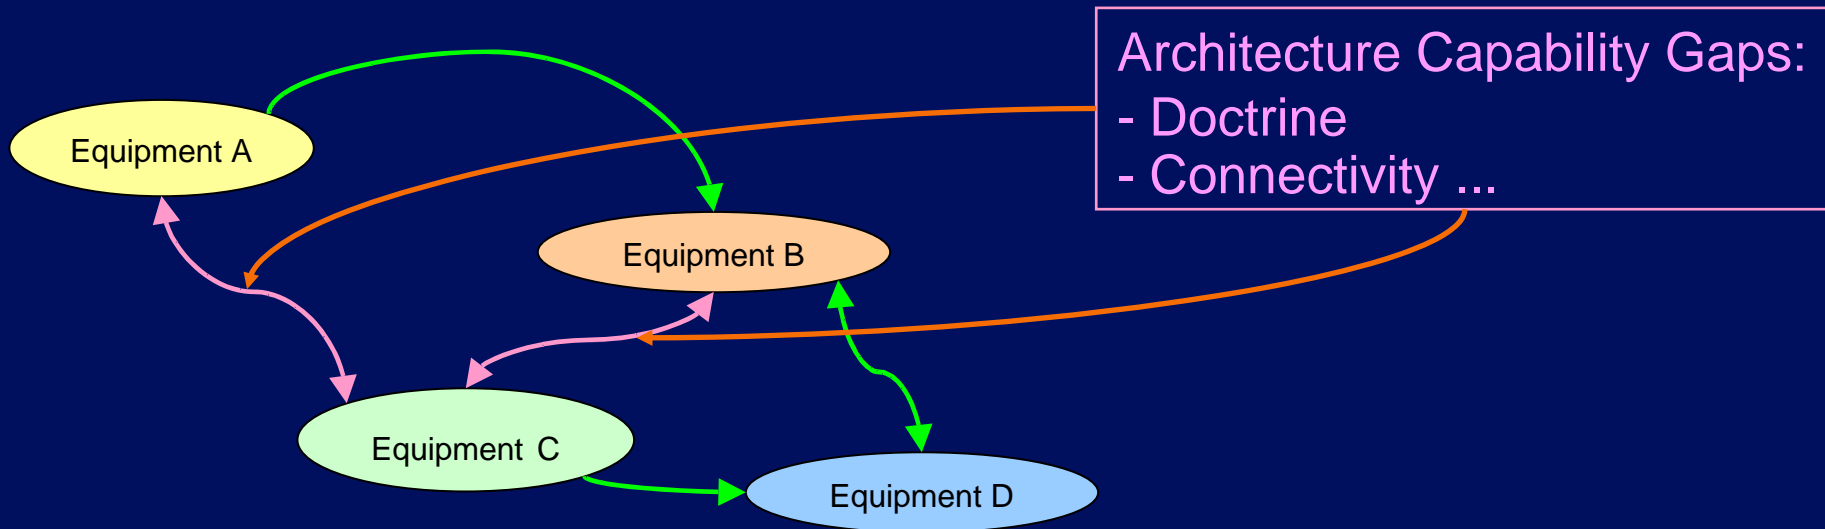 Architecture Capability Gaps:
- Doctrine
- Connectivity ...
Equipment A
Equipment B
Equipment C
Equipment D